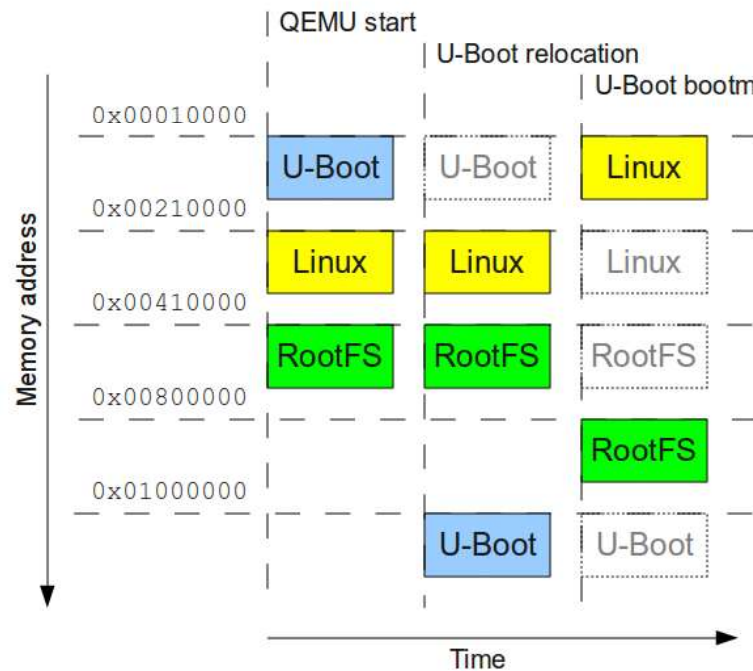 QEMU start
U-Boot relocation
U-Boot bootm
0x00010000
U-Boot U-Boot Linux
0x00210000
Linux Linux Linux
0x00410000
RootFS RootFS RootFS
0x00800000
RootFS
0x01000000
U-Boot U-Boot
Memory address
Time